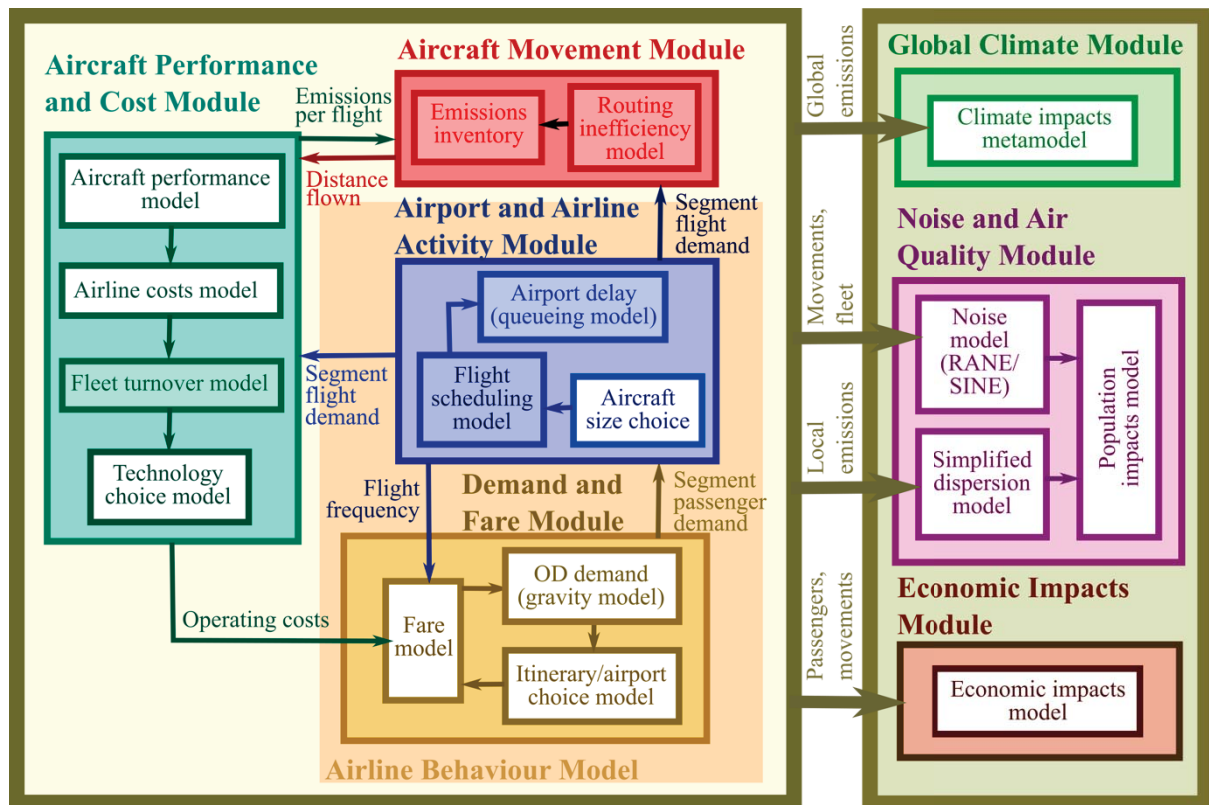 Aircraft Performance
and Cost Module
Aircraft performance
model
Airline costs model
Fleet turnover model
Technology
choice model
Emissions
per flight
Distance
flown
Aircraft Movement Module
Emissions
inventory
Routing
inefficiency
model
Airport and Airline
Activity Module
Segment
flight
demand
Airport delay
(queueing model)
Flight
scheduling
model
Aircraft
size choice
Segment
flight
demand
Flight
frequency
Demand and
Fare Module
Segment
passenger
demand
Operating costs
Fare
model
OD demand
(gravity model)
Itinerary/airport
choice model
Airline Behaviour Model
Global
emissions
Movements,
fleet
Local
emissions
Passengers,
movements
Global Climate Module
Climate impacts
metamodel
Noise and Air
Quality Module
Noise
model
(RANE/
SINE)
Simplified
dispersion
model
Population
impacts model
Economic Impacts
Module
Economic impacts
model